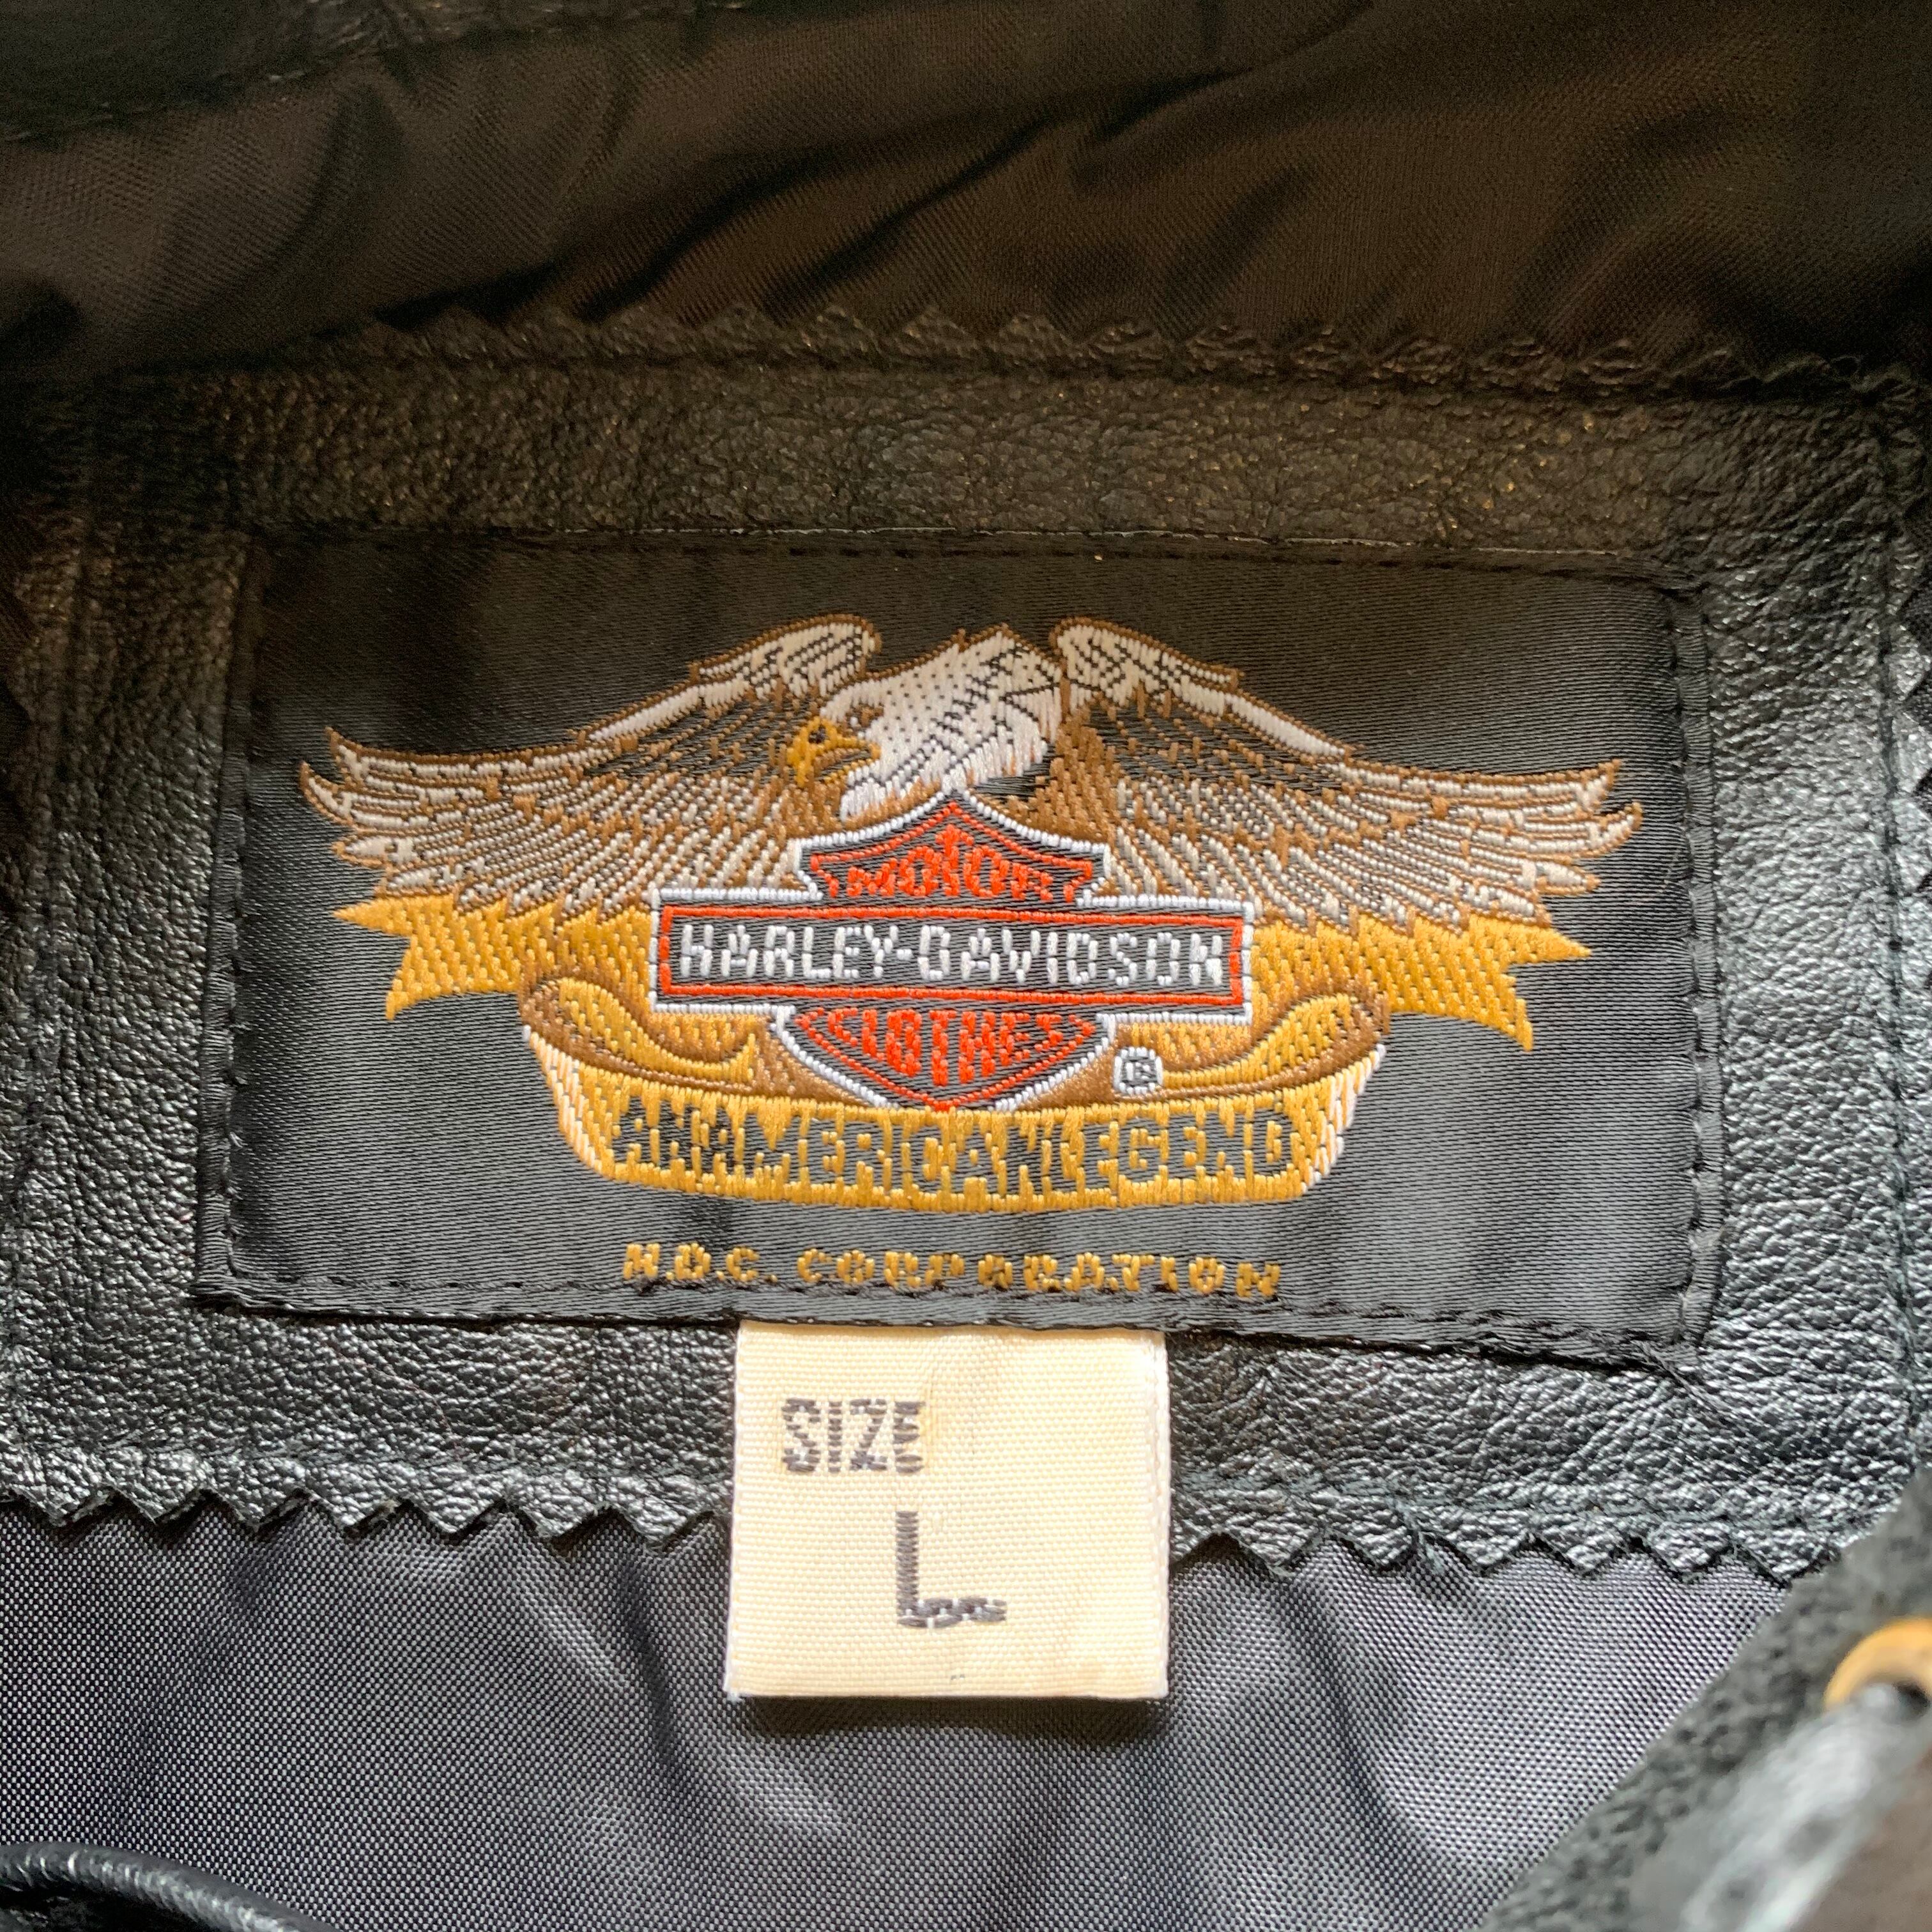 MOTOR
HARLEY-DAVIDSON
CLOTHES
®
AN AMERICAN LEGEND
H.D.C. CORPORATION
SIZE
L